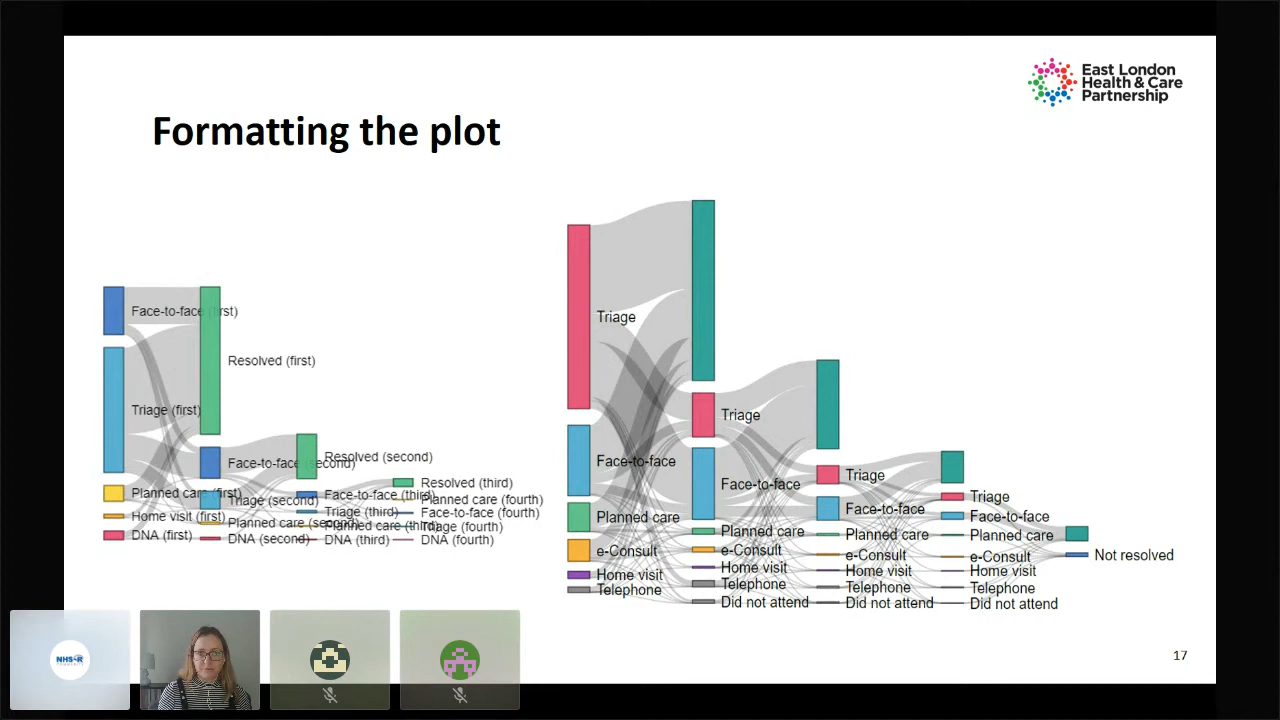 East London
Health & Care
Partnership
Formatting the plot
Face-to-face (first)
Resolved (first)
Triage (first)
Resolved (second)
Face-to-face (second)
Resolved (third)
Planned care (first)
Triage (second)
Face-to-face (third)
Planned care (fourth)
Home visit (first)
Triage (third)
Face-to-face (fourth)
Planned care (second)
Planned care (third)
Triage (fourth)
DNA (first)
DNA (second)
DNA (third)
DNA (fourth)
Triage
Face-to-face
Planned care
e-Consult
Home visit
Telephone
Triage
Face-to-face
Planned care
e-Consult
Home visit
Telephone
Did not attend
Triage
Face-to-face
Planned care
e-Consult
Home visit
Telephone
Did not attend
Triage
Face-to-face
Planned care
e-Consult
Home visit
Telephone
Did not attend
Not resolved
17
NHS-R
COMMUNITY